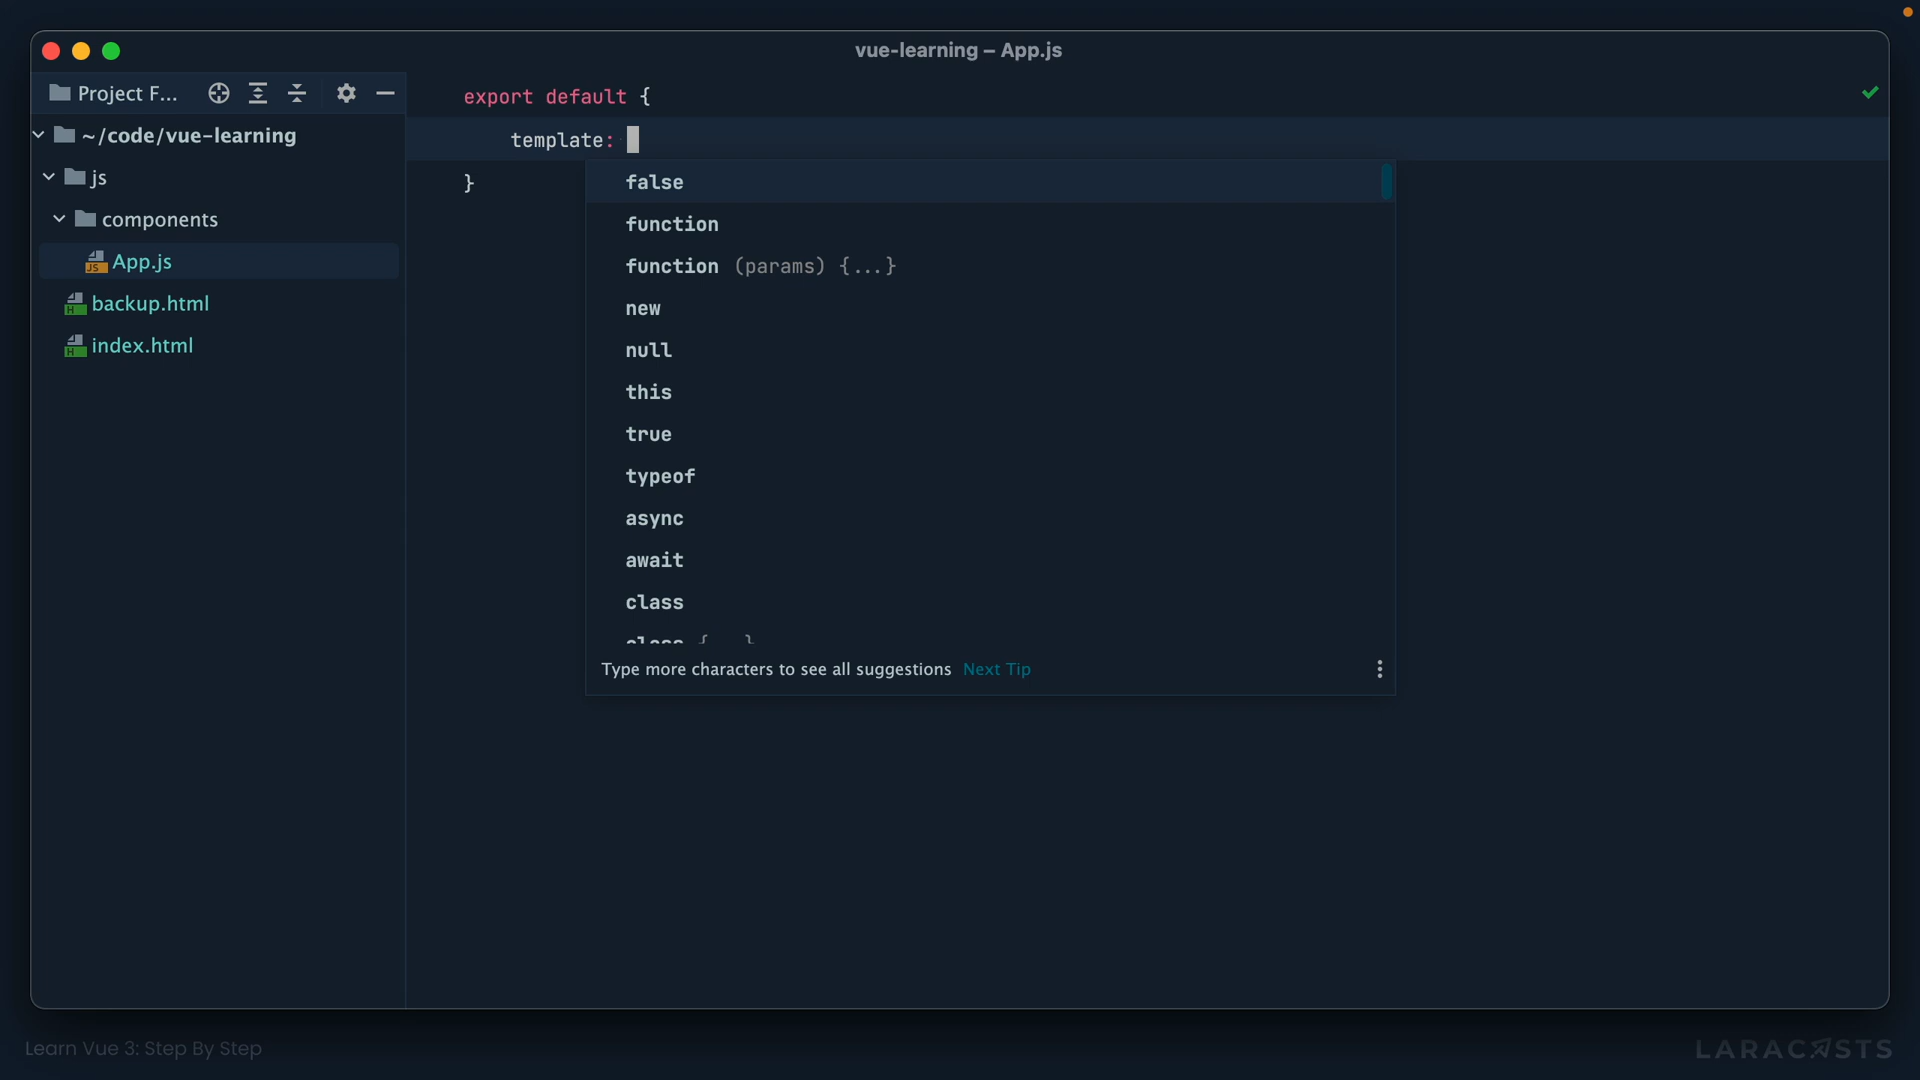 vue-learning – App.js
Project F...
~/code/vue-learning
js
components
JS App.js
H backup.html
H index.html
export default {
template:
}
false
function
function (params) {...}
new
null
this
true
typeof
async
await
class
class {...}
Type more characters to see all suggestions Next Tip
Learn Vue 3: Step By Step
LARACASTS